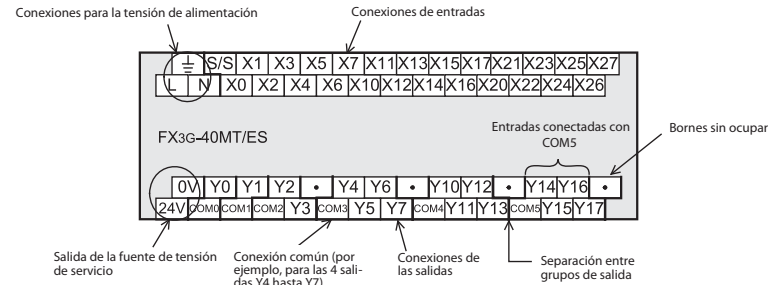 Conexiones para la tensión de alimentación
Conexiones de entradas
S/S X1 X3 X5 X7 X11 X13 X15 X17 X21 X23 X25 X27
L N X0 X2 X4 X6 X10 X12 X14 X16 X20 X22 X24 X26
FX3G-40MT/ES
Entradas conectadas con
COM5
Bornes sin ocupar
0V Y0 Y1 Y2 • Y4 Y6 • Y10 Y12 • Y14 Y16 •
24V COM0 COM1 COM2 Y3 COM3 Y5 Y7 COM4 Y11 Y13 COM5 Y15 Y17
Salida de la fuente de tensión
de servicio
Conexión común (por
ejemplo, para las 4 sali-
das Y4 hasta Y7)
Conexiones de
las salidas
Separación entre
grupos de salida